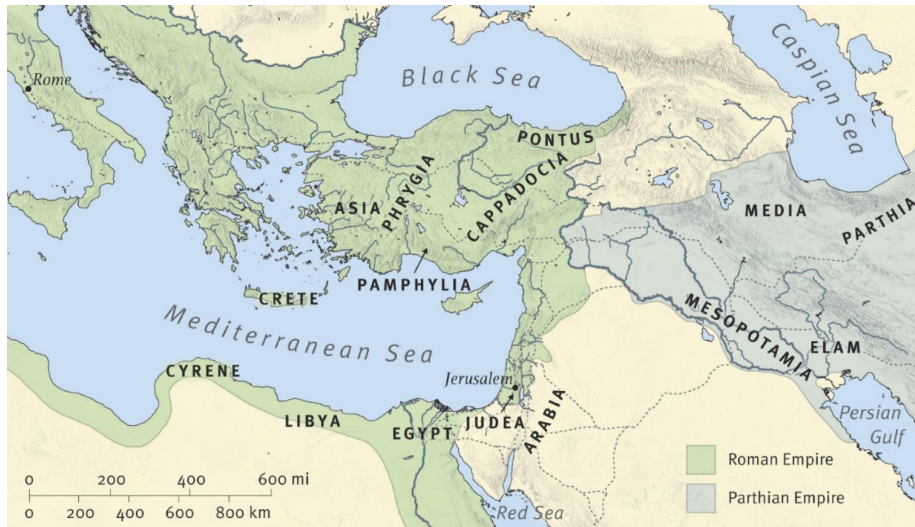 Rome
Black Sea
Caspian Sea
PONTUS
CAPPADOCIA
PHRYGIA
ASIA
PAMPHYLIA
MEDIA
PARTHIA
CRETE
Mediterranean Sea
MESOPOTAMIA
ELAM
CYRENE
Jerusalem
LIBYA
EGYPT
JUDEA
ARABIA
Persian
Gulf
Red Sea
Roman Empire
Parthian Empire
0 200 400 600 mi
0 200 400 600 800 km